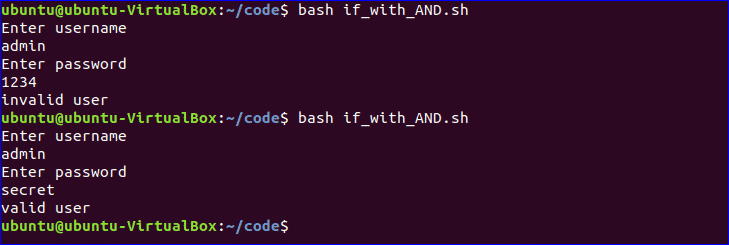 ubuntu@ubuntu-VirtualBox:~/code$ bash if_with_AND.sh
Enter username
admin
Enter password
1234
invalid user
ubuntu@ubuntu-VirtualBox:~/code$ bash if_with_AND.sh
Enter username
admin
Enter password
secret
valid user
ubuntu@ubuntu-VirtualBox:~/code$